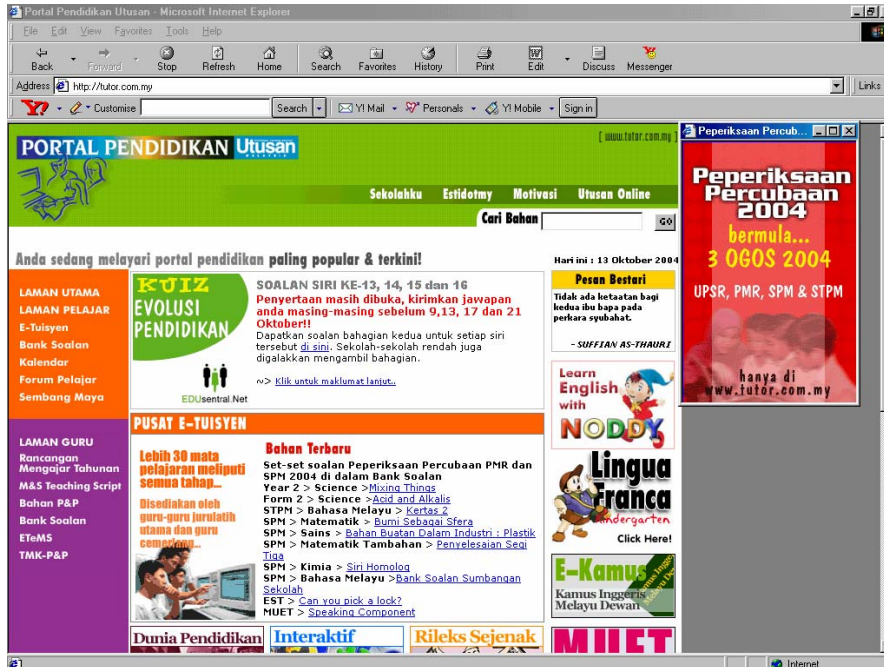 Portal Pendidikan Utusan - Microsoft Internet Explorer
File Edit View Favorites Tools Help
Back Forward Stop Refresh Home Search Favorites History Print Edit Discuss Messenger
Address http://tutor.com.my Links
Y! Customise Search Y! Mail Personals Y! Mobile Sign in
PORTAL PENDIDIKAN Utusan
MALAYSIA
[ www.tutor.com.my ]
Sekolahku Estidotmy Motivasi Utusan Online
Cari Bahan GO
Anda sedang melayari portal pendidikan paling popular & terkini!
Hari ini : 13 Oktober 2004
LAMAN UTAMA
LAMAN PELAJAR
E-Tuisyen
Bank Soalan
Kalendar
Forum Pelajar
Sembang Maya
LAMAN GURU
Rancangan
Mengajar Tahunan
M&S Teaching Script
Bahan P&P
Bank Soalan
ETeMS
TMK-P&P
KUIZ
EVOLUSI
PENDIDIKAN
EDUsentral.Net
SOALAN SIRI KE-13, 14, 15 dan 16
Penyertaan masih dibuka, kirimkan jawapan
anda masing-masing sebelum 9,13, 17 dan 21
Oktober!!
Dapatkan soalan bahagian kedua untuk setiap siri
tersebut di sini. Sekolah-sekolah rendah juga
digalakkan mengambil bahagian.
~> Klik untuk maklumat lanjut..
PUSAT E-TUISYEN
Lebih 30 mata
pelajaran meliputi
semua tahap...
Disediakan oleh
guru-guru jurulatih
utama dan guru
cemerlang...
Bahan Terbaru
Set-set soalan Peperiksaan Percubaan PMR dan
SPM 2004 di dalam Bank Soalan
Year 2 > Science >Mixing Things
Form 2 > Science >Acid and Alkalis
STPM > Bahasa Melayu > Kertas 2
SPM > Matematik > Bumi Sebagai Sfera
SPM > Sains > Bahan Buatan Dalam Industri : Plastik
SPM > Matematik Tambahan > Penyelesaian Segi
Tiga
SPM > Kimia > Siri Homolog
SPM > Bahasa Melayu >Bank Soalan Sumbangan
Sekolah
EST > Can you pick a lock?
MUET > Speaking Component
Dunia Pendidikan Interaktif Rileks Sejenak
Pesan Bestari
Tidak ada ketaatan bagi
kedua ibu bapa pada
perkara syubahat.
- SUFFIAN AS-THAURI
Learn
English
with
NODDY
Lingua
Franca
Kindergarten
Click Here!
E-Kamus
Kamus Inggeris
Melayu Dewan
MUET
Peperiksaan Percub...
Peperiksaan
Percubaan
2004
bermula...
3 OGOS 2004
UPSR, PMR, SPM & STPM
hanya di
www.tutor.com.my
Internet